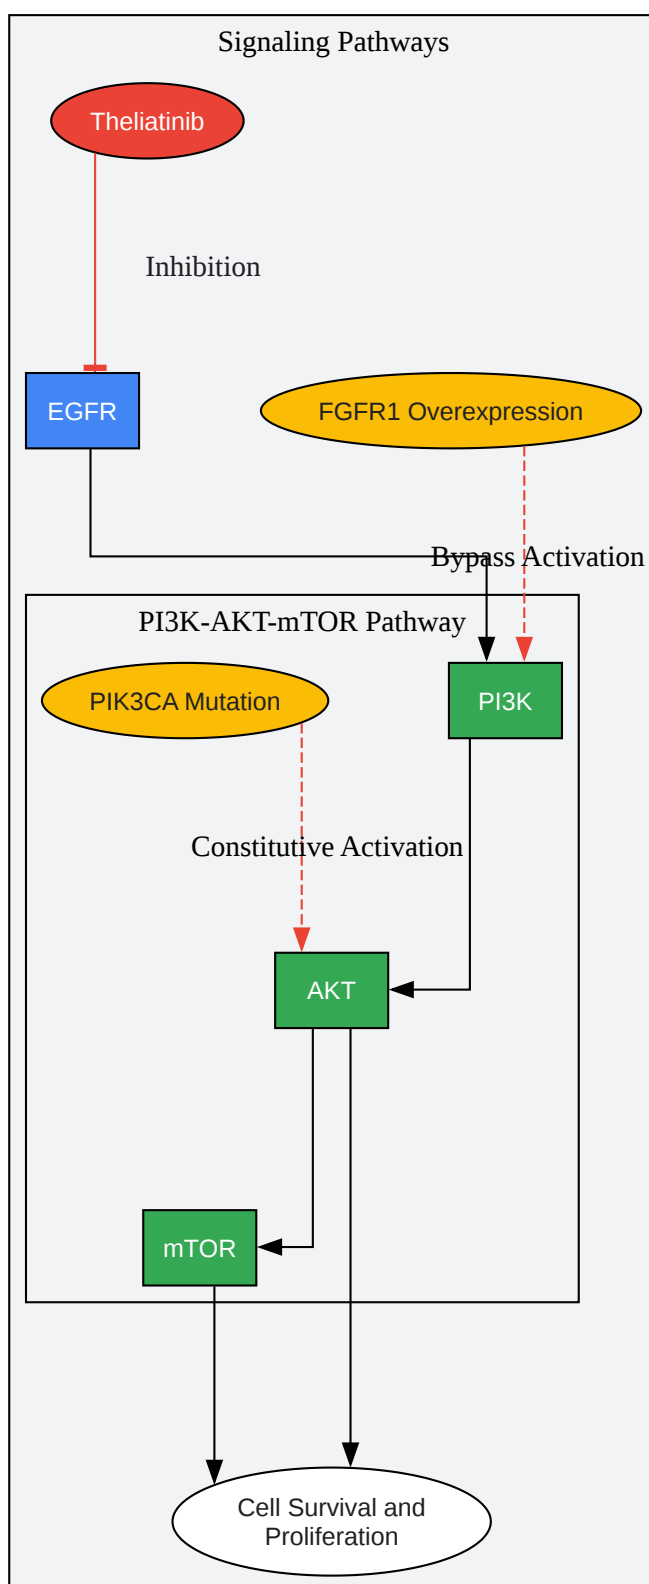 Signaling Pathways
Theliatinib
Inhibition
EGFR
FGFR1 Overexpression
Bypass Activation
PI3K-AKT-mTOR Pathway
PIK3CA Mutation
PI3K
Constitutive Activation
AKT
mTOR
Cell Survival and
Proliferation